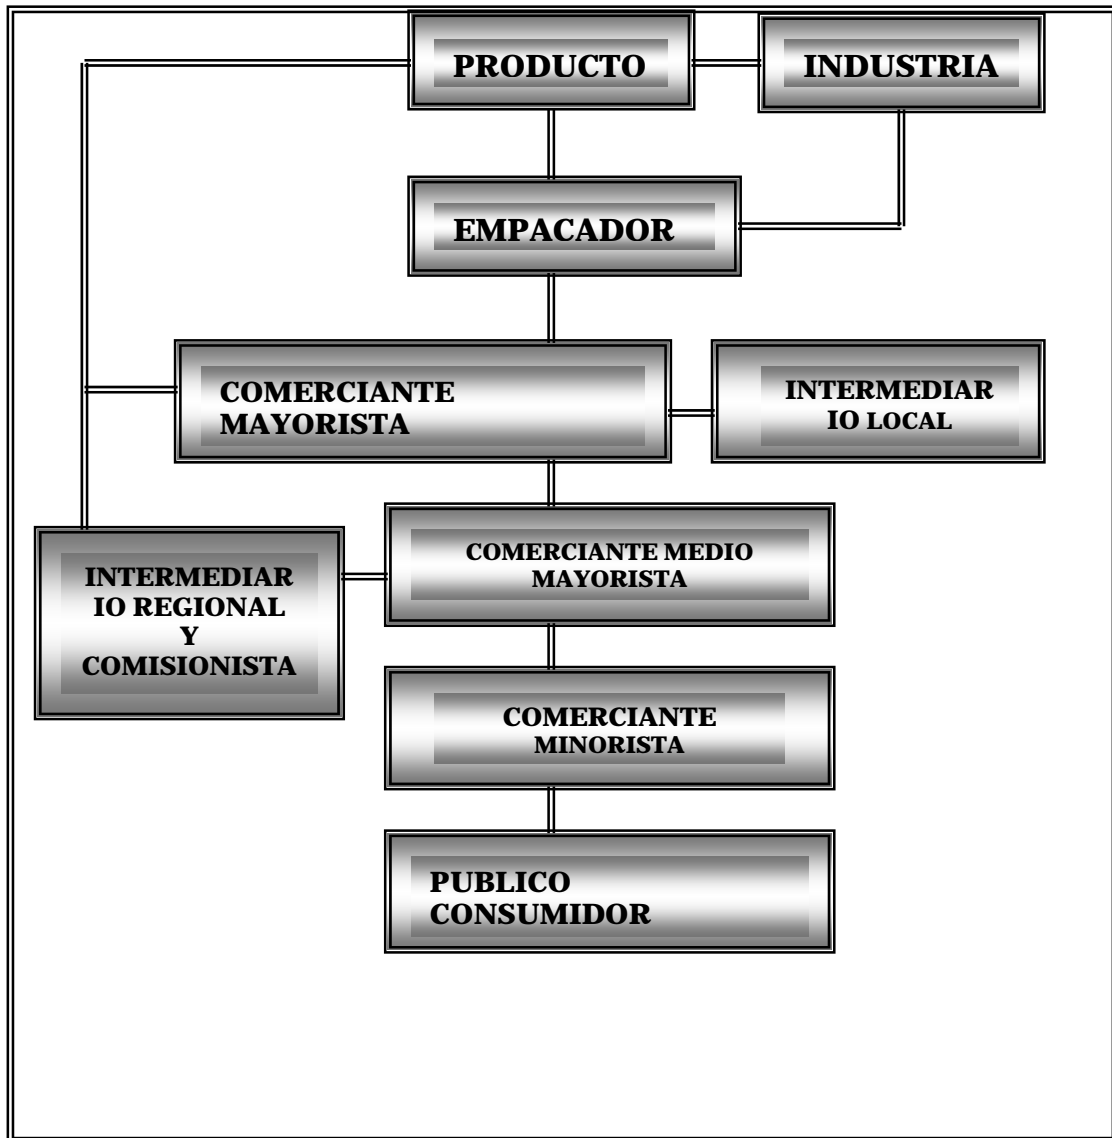 PRODUCTO
INDUSTRIA
EMPACADOR
COMERCIANTE
MAYORISTA
INTERMEDIAR
IO LOCAL
COMERCIANTE MEDIO
MAYORISTA
INTERMEDIAR
IO REGIONAL
Y
COMISIONISTA
COMERCIANTE
MINORISTA
PUBLICO
CONSUMIDOR